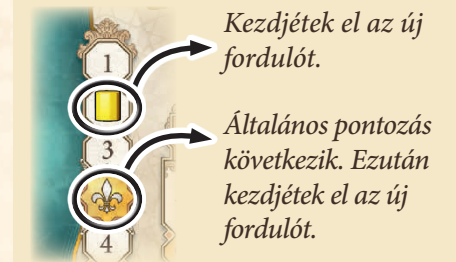 1
Kezdjétek el az új
fordulót.
3
Általános pontozás
következik. Ezután
kezdjétek el az új
fordulót.
4